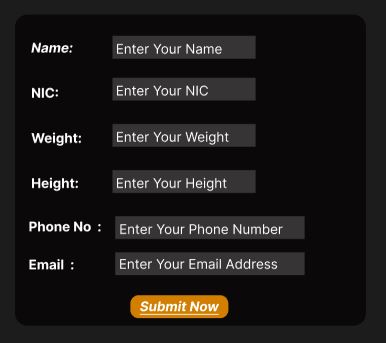 Name: Enter Your Name
NIC: Enter Your NIC
Weight: Enter Your Weight
Height: Enter Your Height
Phone No : Enter Your Phone Number
Email : Enter Your Email Address
Submit Now